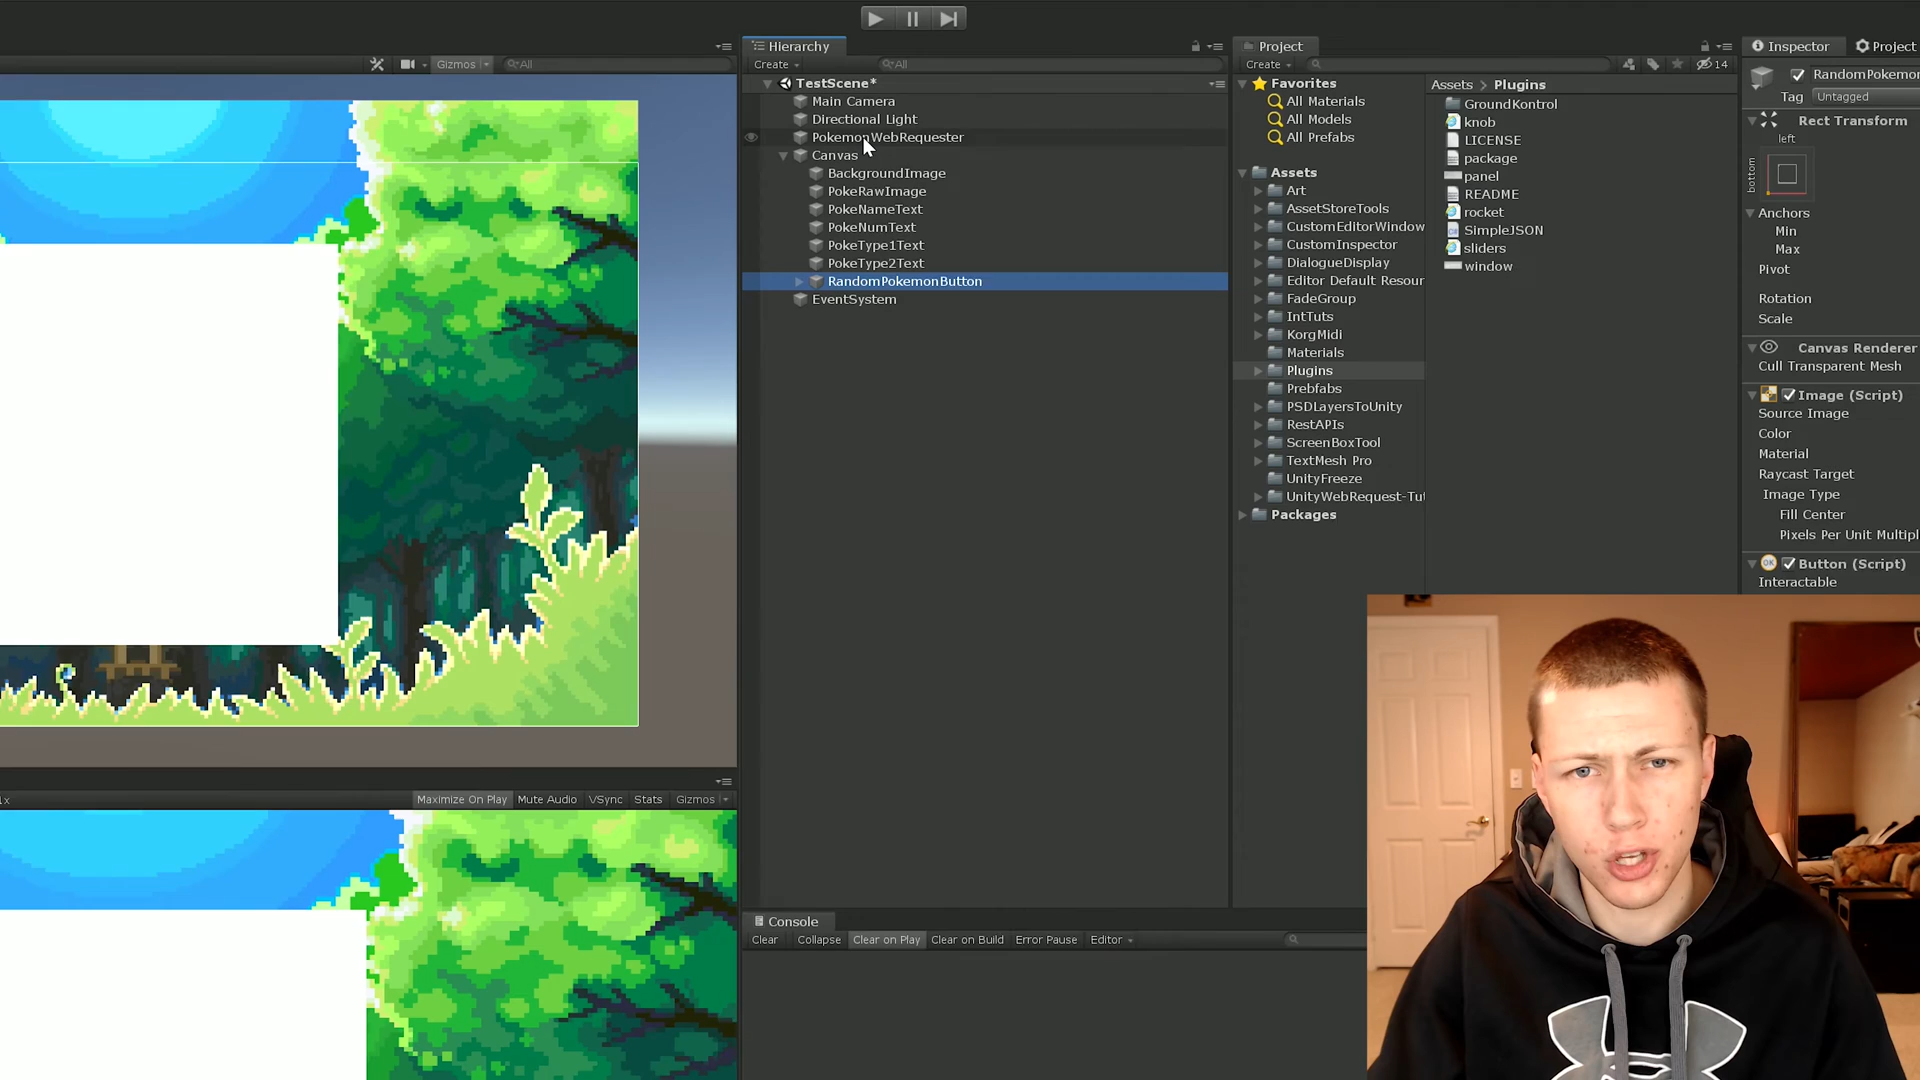 Hierarchy
Project
Inspector
Project
Gizmos
All
Create
All
Create
14
RandomPokemon
Tag
Untagged
TestScene*
Main Camera
Directional Light
PokemonWebRequester
Canvas
BackgroundImage
PokeRawImage
PokeNameText
PokeNumText
PokeType1Text
PokeType2Text
RandomPokemonButton
EventSystem
Favorites
All Materials
All Models
All Prefabs
Assets
Art
AssetStoreTools
CustomEditorWindow
CustomInspector
DialogueDisplay
Editor Default Resour
FadeGroup
IntTuts
KorgMidi
Materials
Plugins
Prebfabs
PSDLayersToUnity
RestAPIs
ScreenBoxTool
TextMesh Pro
UnityFreeze
UnityWebRequest-Tut
Packages
Assets > Plugins
GroundKontrol
knob
LICENSE
package
panel
README
rocket
SimpleJSON
sliders
window
Rect Transform
left
bottom
Anchors
Min
Max
Pivot
Rotation
Scale
Canvas Renderer
Cull Transparent Mesh
Image (Script)
Source Image
Color
Material
Raycast Target
Image Type
Fill Center
Pixels Per Unit Multipl
OK
Button (Script)
Interactable
1x
Maximize On Play
Mute Audio
VSync
Stats
Gizmos
Console
Clear
Collapse
Clear on Play
Clear on Build
Error Pause
Editor